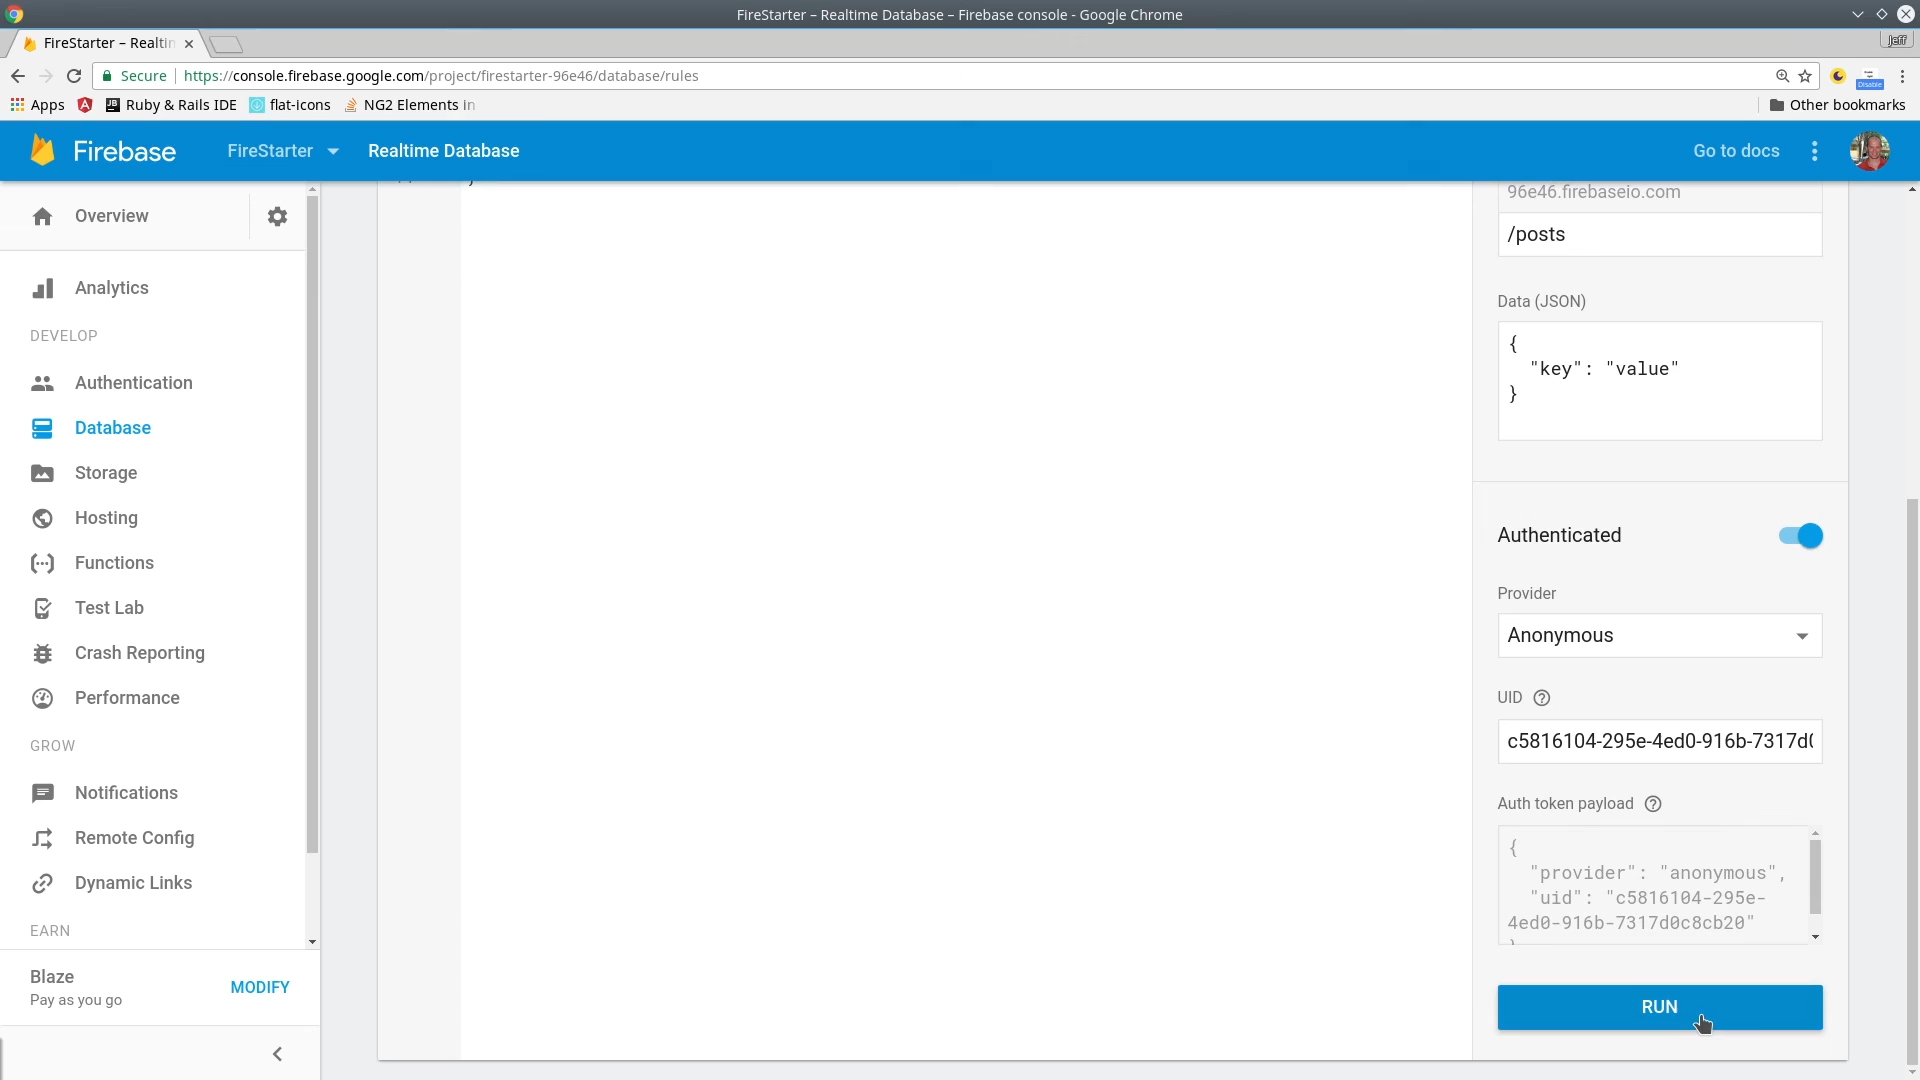 FireStarter – Realtime Database – Firebase console - Google Chrome
FireStarter – Realtin
Jeff
Secure
https://console.firebase.google.com/project/firestarter-96e46/database/rules
Disable
Apps
Ruby & Rails IDE
flat-icons
NG2 Elements in
Other bookmarks
Firebase
FireStarter
Realtime Database
Go to docs
Overview
Analytics
DEVELOP
Authentication
Database
Storage
Hosting
Functions
Test Lab
Crash Reporting
Performance
GROW
Notifications
Remote Config
Dynamic Links
EARN
Blaze
Pay as you go
MODIFY
96e46.firebaseio.com
/posts
Data (JSON)
{
"key": "value"
}
Authenticated
Provider
Anonymous
UID
c5816104-295e-4ed0-916b-7317d0
Auth token payload
{
"provider": "anonymous",
"uid": "c5816104-295e-
4ed0-916b-7317d0c8cb20"
}
RUN